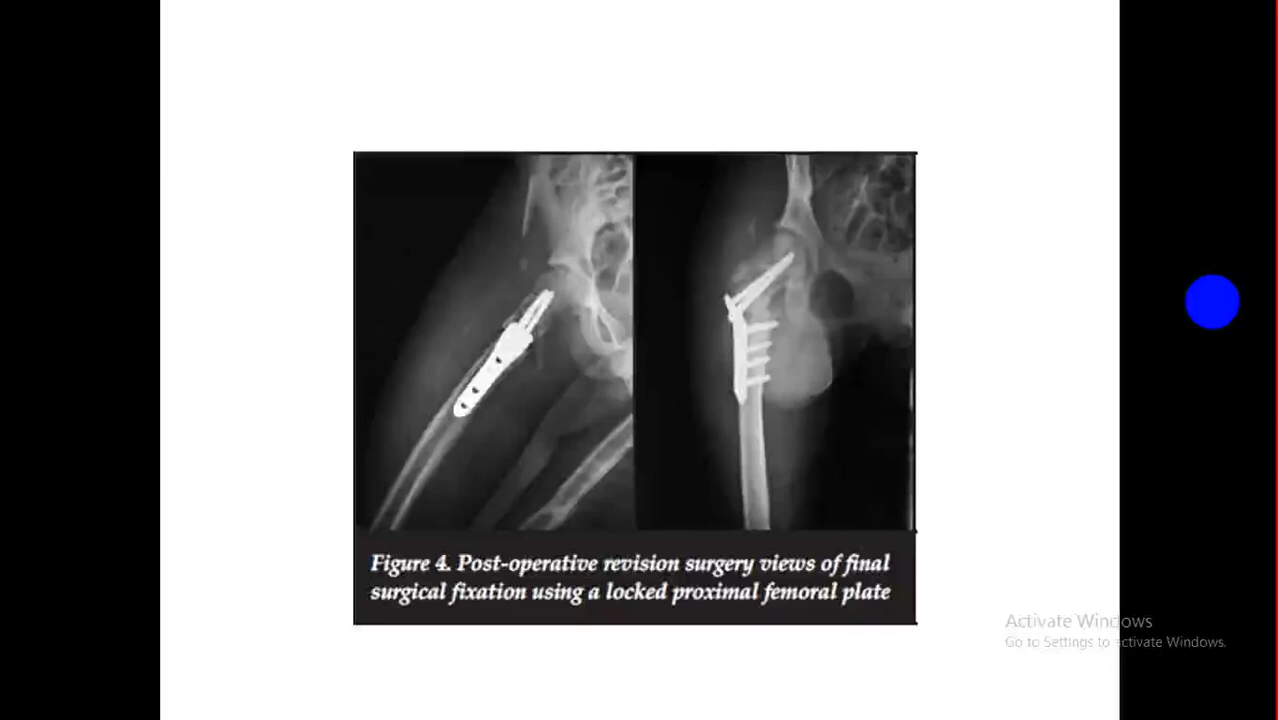 Figure 4. Post-operative revision surgery views of final
surgical fixation using a locked proximal femoral plate
Activate Windows
Go to Settings to activate Windows.